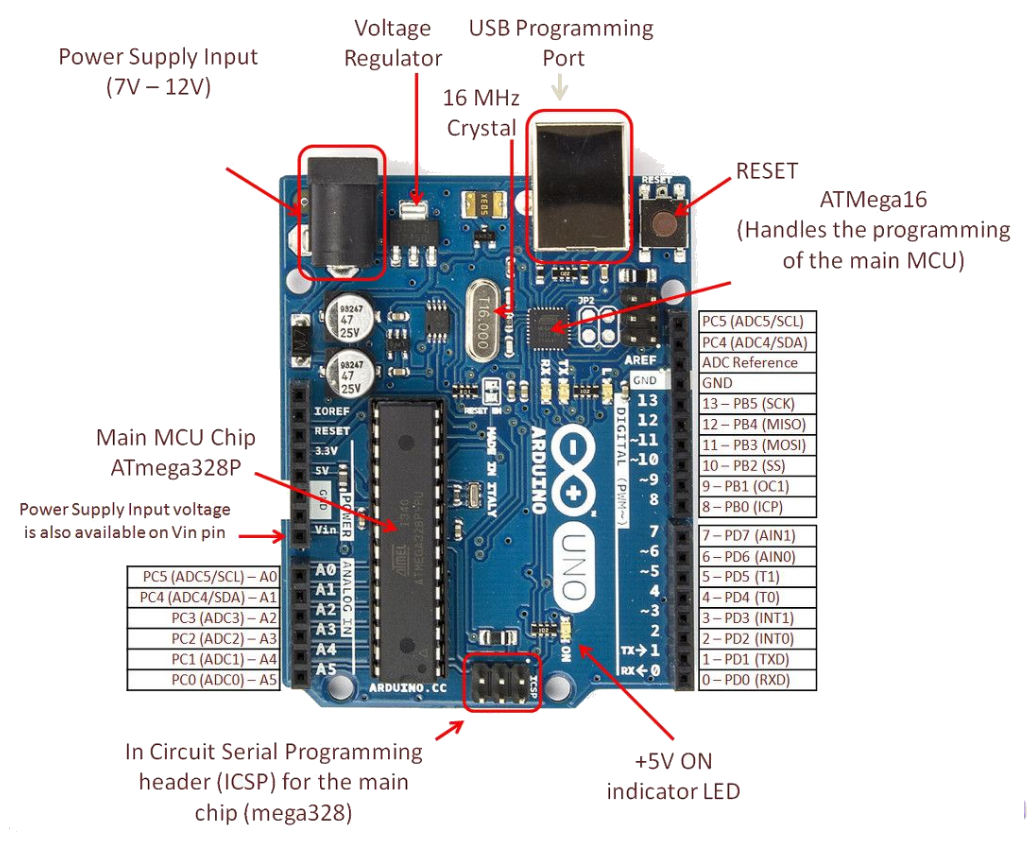 Voltage
Regulator
USB Programming
Port
Power Supply Input
(7V – 12V)
16 MHz
Crystal
RESET
RESET
ATMega16
(Handles the programming
of the main MCU)
T16.000
JP2
47
25V
47
25V
AREF
GND
13
12
~11
~10
~9
8
7
~6
~5
4
~3
2
TX→1
RX←0
PC5 (ADC5/SCL)
PC4 (ADC4/SDA)
ADC Reference
GND
13 – PB5 (SCK)
12 – PB4 (MISO)
11 – PB3 (MOSI)
10 – PB2 (SS)
9 – PB1 (OC1)
8 – PB0 (ICP)
7 – PD7 (AIN1)
6 – PD6 (AIN0)
5 – PD5 (T1)
4 – PD4 (T0)
3 – PD3 (INT1)
2 – PD2 (INT0)
1 – PD1 (TXD)
0 – PD0 (RXD)
RX
TX
L
RESET EN
MADE IN ITALY
ARDUINO
UNO
DIGITAL (PWM~)
IOREF
RESET
3.3V
5V
GND
Vin
POWER
ANALOG IN
A0
A1
A2
A3
A4
A5
ATMEL
ATMEGA328P-PU
Main MCU Chip
ATmega328P
Power Supply Input voltage
is also available on Vin pin
PC5 (ADC5/SCL) – A0
PC4 (ADC4/SDA) – A1
PC3 (ADC3) – A2
PC2 (ADC2) – A3
PC1 (ADC1) – A4
PC0 (ADC0) – A5
ARDUINO.CC
ICSP
ON
In Circuit Serial Programming
header (ICSP) for the main
chip (mega328)
+5V ON
indicator LED